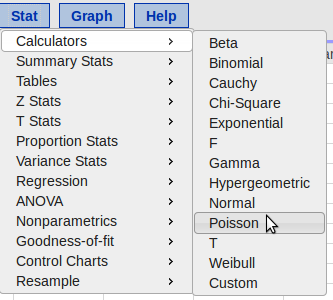 Stat Graph Help
Calculators
Summary Stats
Tables
Z Stats
T Stats
Proportion Stats
Variance Stats
Regression
ANOVA
Nonparametrics
Goodness-of-fit
Control Charts
Resample
Beta
Binomial
Cauchy
Chi-Square
Exponential
F
Gamma
Hypergeometric
Normal
Poisson
T
Weibull
Custom